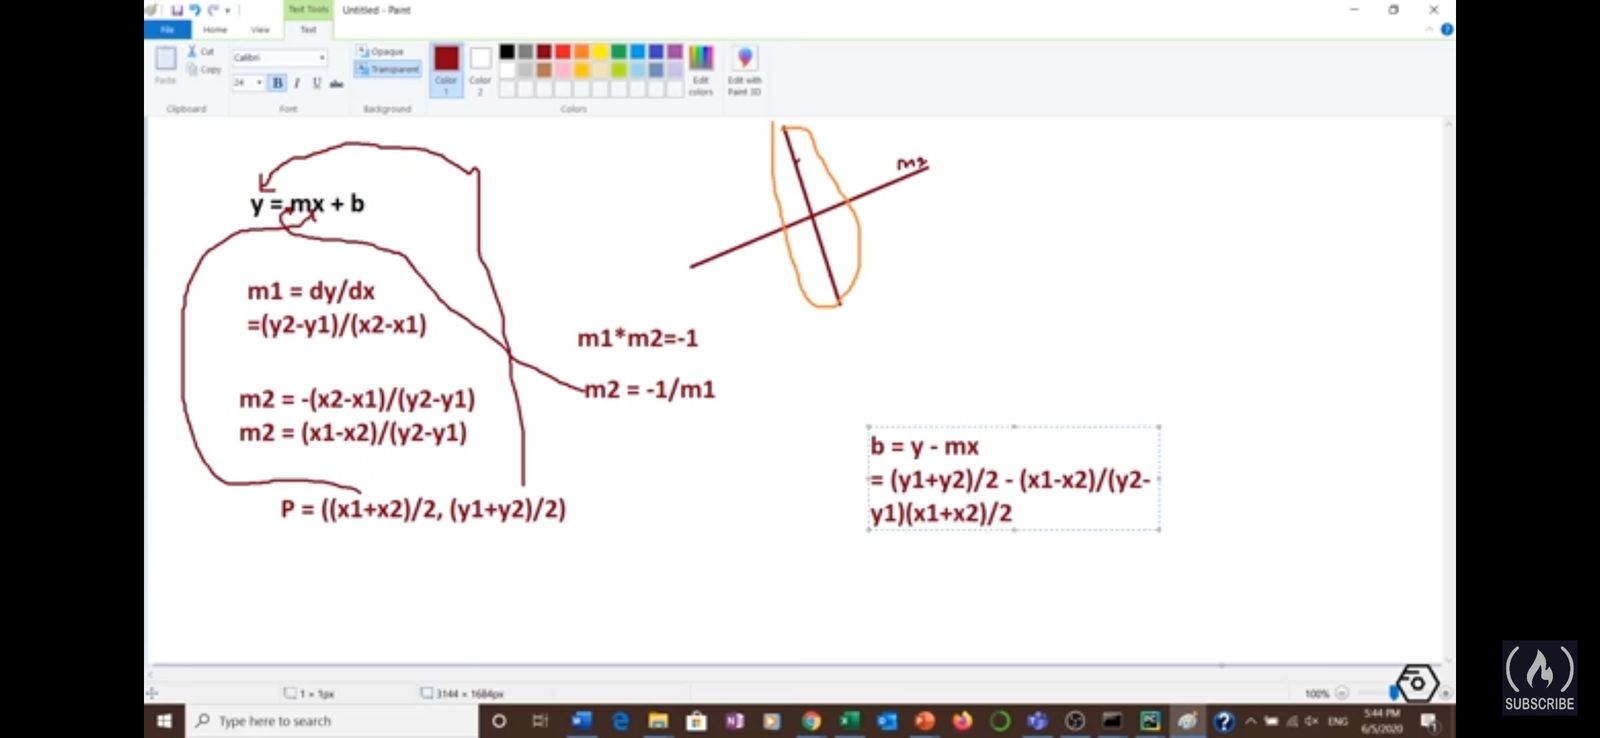 Text Tools
Untitled - Paint
File
Home
View
Text
Paste
Cut
Copy
Clipboard
Calibri
24
B I U abc
Font
Opaque
Transparent
Background
Color
1
Color
2
Colors
Edit
colors
Edit with
Paint 3D
m2
y = mx + b
m1 = dy/dx
=(y2-y1)/(x2-x1)
m1*m2=-1
m2 = -1/m1
m2 = -(x2-x1)/(y2-y1)
m2 = (x1-x2)/(y2-y1)
b = y - mx
= (y1+y2)/2 - (x1-x2)/(y2-
y1)(x1+x2)/2
P = ((x1+x2)/2, (y1+y2)/2)
1 × 1px
3144 × 1684px
100%
SUBSCRIBE
Type here to search
ENG
5:44 PM
6/5/2020